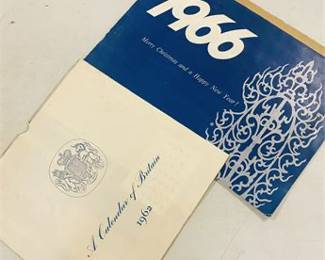 1966
Merry Christmas and a Happy New Year!
A Calendar of Britain
1962